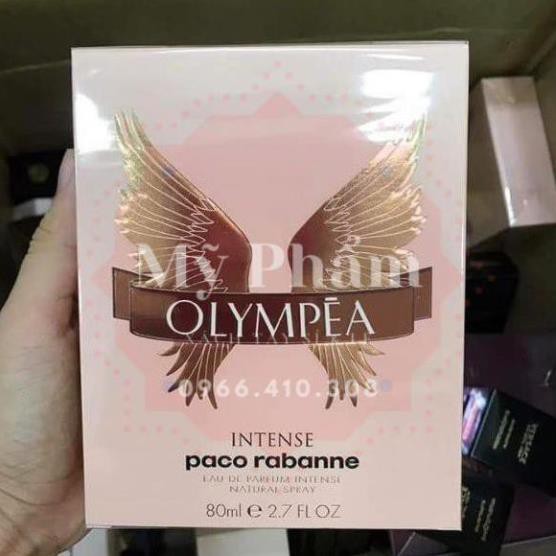 Mỹ Phẩm
OLYMPĒA
0966.410.303
INTENSE
paco rabanne
EAU DE PARFUM INTENSE
NATURAL SPRAY
80ml e 2.7 FL OZ